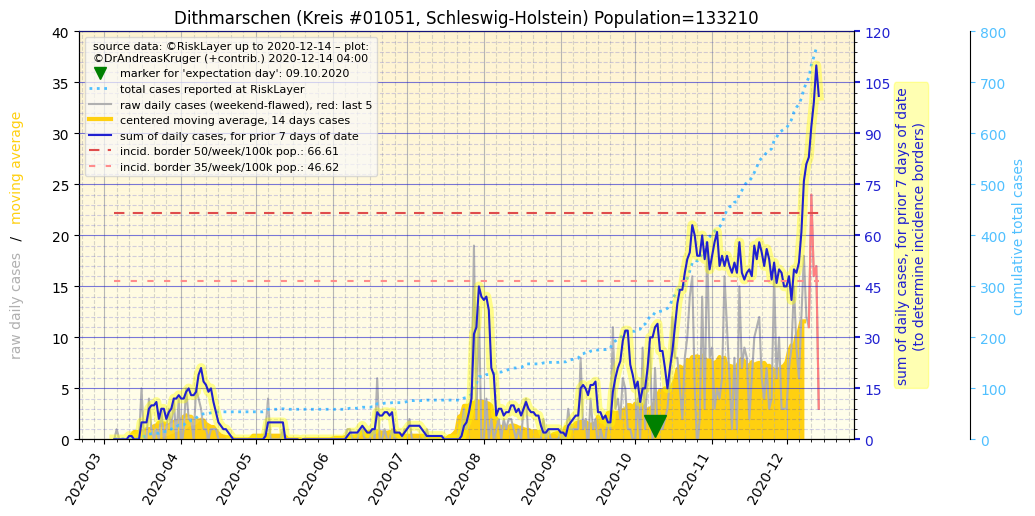 Dithmarschen (Kreis #01051, Schleswig-Holstein) Population=133210
source data: ©RiskLayer up to 2020-12-14 – plot:
©DrAndreasKruger (+contrib.) 2020-12-14 04:00
marker for 'expectation day': 09.10.2020
total cases reported at RiskLayer
raw daily cases (weekend-flawed), red: last 5
centered moving average, 14 days cases
sum of daily cases, for prior 7 days of date
incid. border 50/week/100k pop.: 66.61
incid. border 35/week/100k pop.: 46.62
raw daily cases / moving average
40
35
30
25
20
15
10
5
0
2020-03
2020-04
2020-05
2020-06
2020-07
2020-08
2020-09
2020-10
2020-11
2020-12
120
105
90
75
60
45
30
15
0
sum of daily cases, for prior 7 days of date
(to determine incidence borders)
800
700
600
500
400
300
200
100
0
cumulative total cases